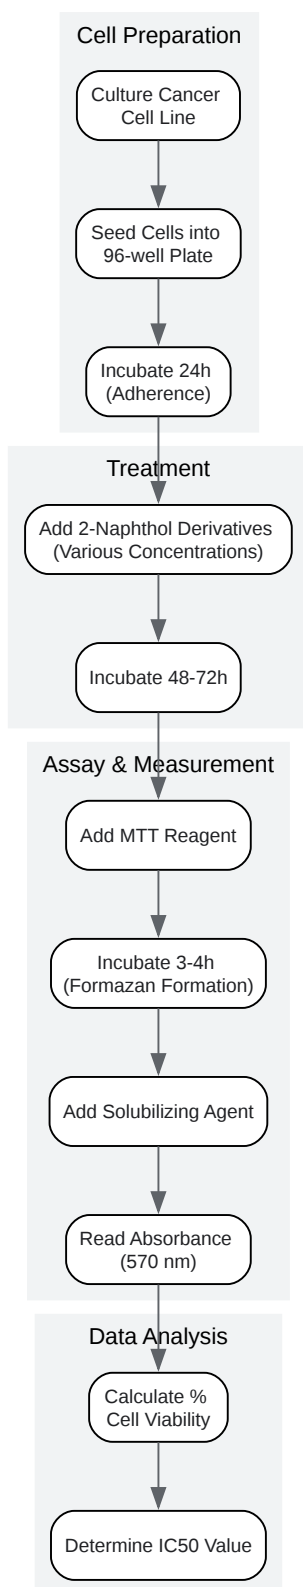 Cell Preparation
Culture Cancer
Cell Line
Seed Cells into
96-well Plate
Incubate 24h
(Adherence)
Treatment
Add 2-Naphthol Derivatives
(Various Concentrations)
Incubate 48-72h
Assay & Measurement
Add MTT Reagent
Incubate 3-4h
(Formazan Formation)
Add Solubilizing Agent
Read Absorbance
(570 nm)
Data Analysis
Calculate %
Cell Viability
Determine IC50 Value